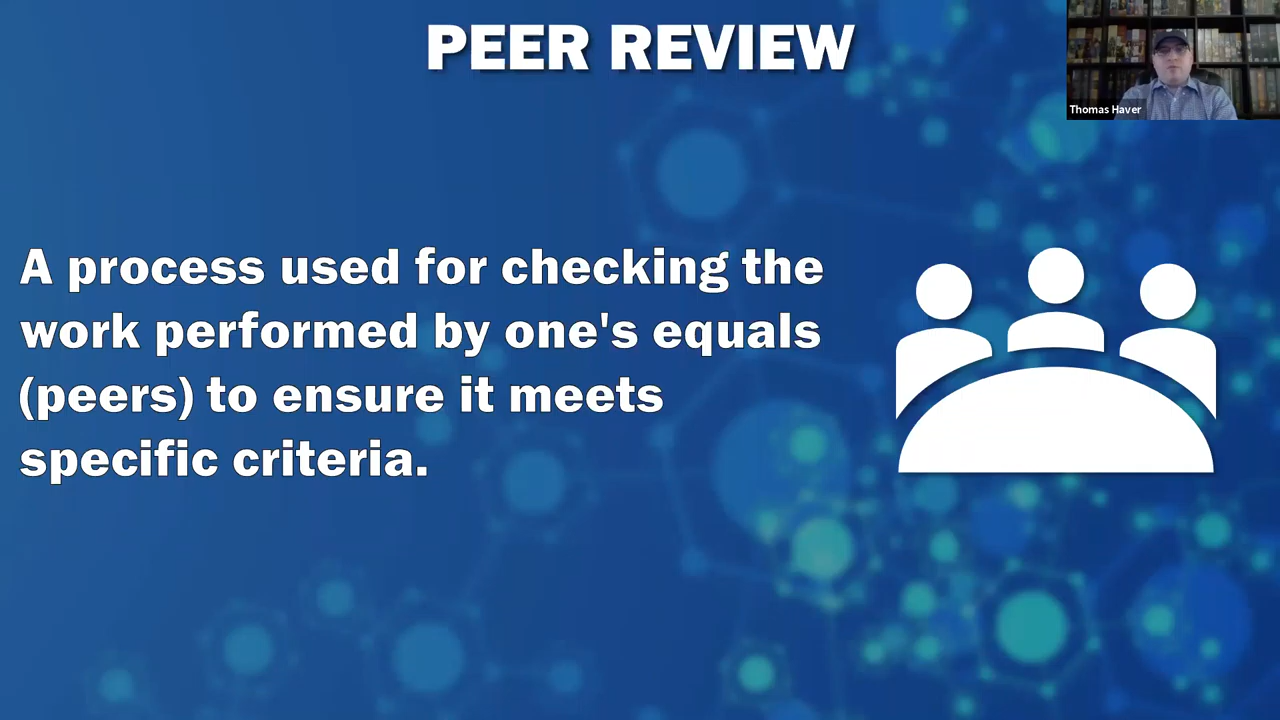 PEER REVIEW
Thomas Haver
A process used for checking the
work performed by one's equals
(peers) to ensure it meets
specific criteria.